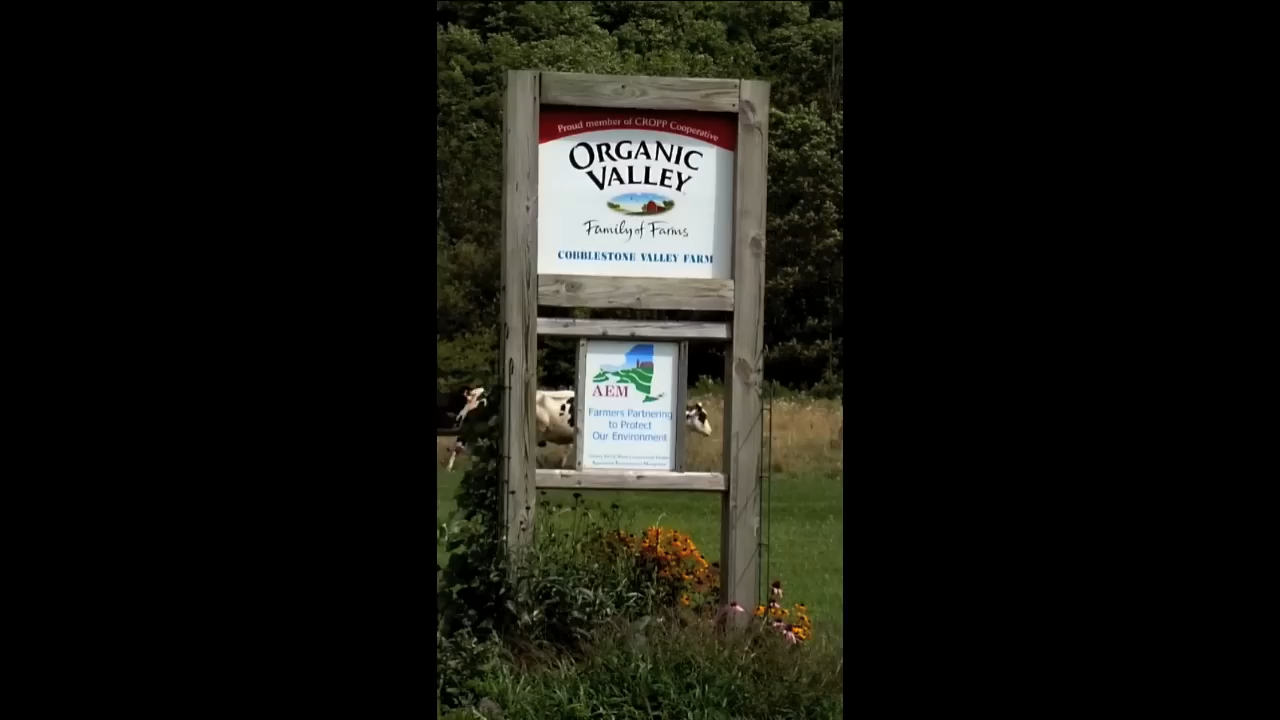 Proud member of CROPP Cooperative
ORGANIC
VALLEY
Family of Farms
COBBLESTONE VALLEY FARM
AEM
Farmers Partnering
to Protect
Our Environment